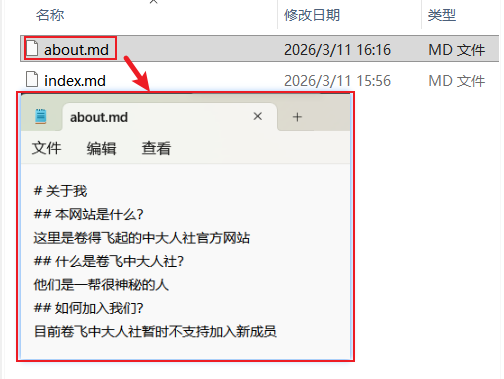 名称 修改日期 类型
about.md 2026/3/11 16:16 MD 文件
index.md 2026/3/11 15:56 MD 文件
about.md × +
文件 编辑 查看
# 关于我
## 本网站是什么?
这里是卷得飞起的中大人社官方网站
## 什么是卷飞中大人社?
他们是一帮很神秘的人
## 如何加入我们?
目前卷飞中大人社暂时不支持加入新成员